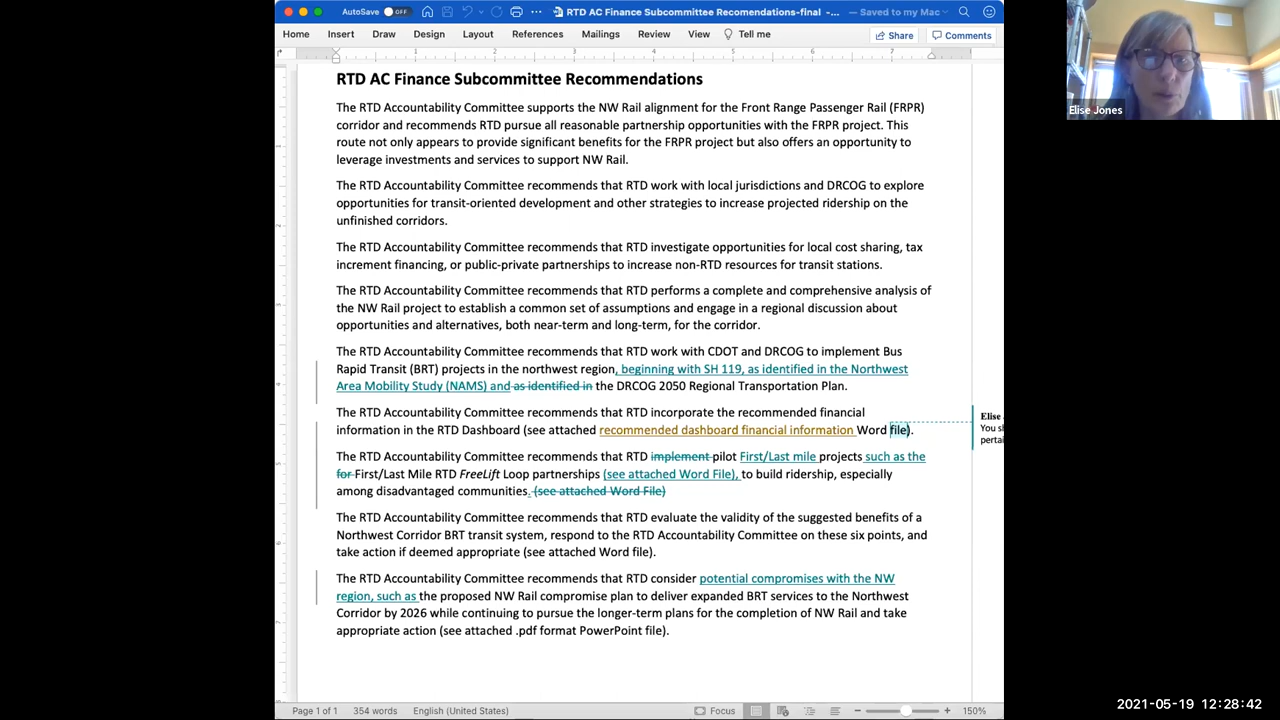 AutoSave OFF RTD AC Finance Subcommittee Recomendations-final -... — Saved to my Mac
Home Insert Draw Design Layout References Mailings Review View Tell me Share Comments
1 2 3 4 5 6 7
RTD AC Finance Subcommittee Recommendations
The RTD Accountability Committee supports the NW Rail alignment for the Front Range Passenger Rail (FRPR)
corridor and recommends RTD pursue all reasonable partnership opportunities with the FRPR project. This
route not only appears to provide significant benefits for the FRPR project but also offers an opportunity to
leverage investments and services to support NW Rail.
The RTD Accountability Committee recommends that RTD work with local jurisdictions and DRCOG to explore
opportunities for transit-oriented development and other strategies to increase projected ridership on the
unfinished corridors.
The RTD Accountability Committee recommends that RTD investigate opportunities for local cost sharing, tax
increment financing, or public-private partnerships to increase non-RTD resources for transit stations.
The RTD Accountability Committee recommends that RTD performs a complete and comprehensive analysis of
the NW Rail project to establish a common set of assumptions and engage in a regional discussion about
opportunities and alternatives, both near-term and long-term, for the corridor.
The RTD Accountability Committee recommends that RTD work with CDOT and DRCOG to implement Bus
Rapid Transit (BRT) projects in the northwest region, beginning with SH 119, as identified in the Northwest
Area Mobility Study (NAMS) and as identified in the DRCOG 2050 Regional Transportation Plan.
The RTD Accountability Committee recommends that RTD incorporate the recommended financial
information in the RTD Dashboard (see attached recommended dashboard financial information Word file).
The RTD Accountability Committee recommends that RTD implement pilot First/Last mile projects such as the
for First/Last Mile RTD FreeLift Loop partnerships (see attached Word File), to build ridership, especially
among disadvantaged communities. (see attached Word File)
The RTD Accountability Committee recommends that RTD evaluate the validity of the suggested benefits of a
Northwest Corridor BRT transit system, respond to the RTD Accountability Committee on these six points, and
take action if deemed appropriate (see attached Word file).
The RTD Accountability Committee recommends that RTD consider potential compromises with the NW
region, such as the proposed NW Rail compromise plan to deliver expanded BRT services to the Northwest
Corridor by 2026 while continuing to pursue the longer-term plans for the completion of NW Rail and take
appropriate action (see attached .pdf format PowerPoint file).
Elise
You sh
pertai
Page 1 of 1 354 words English (United States) Focus 150%
Elise Jones
2021-05-19 12:28:42